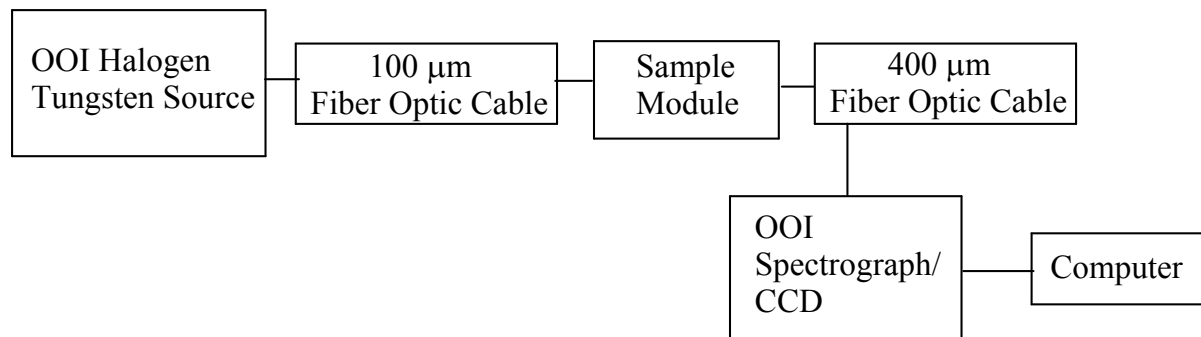 OOI Halogen
Tungsten Source
100 μm
Fiber Optic Cable
Sample
Module
400 μm
Fiber Optic Cable
OOI
Spectrograph/
CCD
Computer